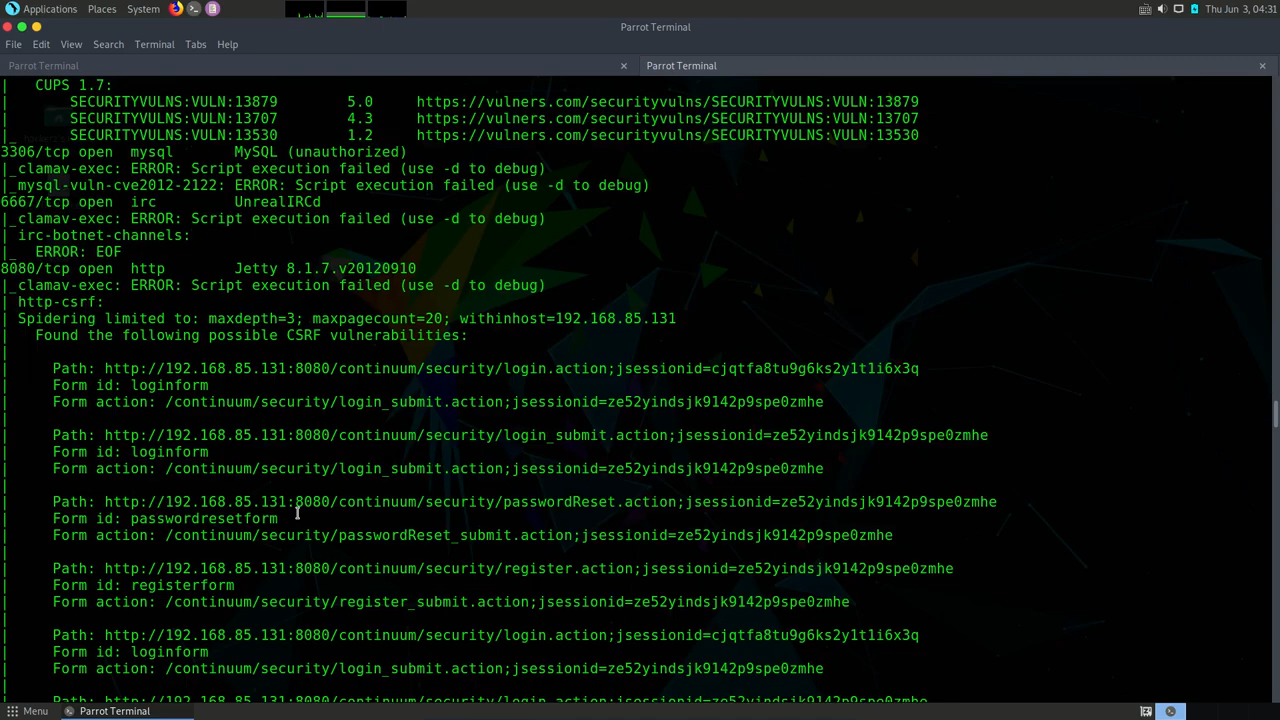 Applications Places System Thu Jun 3, 04:31
Parrot Terminal
File Edit View Search Terminal Tabs Help
Parrot Terminal × Parrot Terminal ×
|   CUPS 1.7:
|       SECURITYVULNS:VULN:13879        5.0     https://vulners.com/securityvulns/SECURITYVULNS:VULN:13879
|       SECURITYVULNS:VULN:13707        4.3     https://vulners.com/securityvulns/SECURITYVULNS:VULN:13707
|_      SECURITYVULNS:VULN:13530        1.2     https://vulners.com/securityvulns/SECURITYVULNS:VULN:13530
3306/tcp open  mysql       MySQL (unauthorized)
|_clamav-exec: ERROR: Script execution failed (use -d to debug)
|_mysql-vuln-cve2012-2122: ERROR: Script execution failed (use -d to debug)
6667/tcp open  irc         UnrealIRCd
|_clamav-exec: ERROR: Script execution failed (use -d to debug)
| irc-botnet-channels:
|_  ERROR: EOF
8080/tcp open  http        Jetty 8.1.7.v20120910
|_clamav-exec: ERROR: Script execution failed (use -d to debug)
| http-csrf:
| Spidering limited to: maxdepth=3; maxpagecount=20; withinhost=192.168.85.131
|   Found the following possible CSRF vulnerabilities:
|
|     Path: http://192.168.85.131:8080/continuum/security/login.action;jsessionid=cjqtfa8tu9g6ks2y1t1i6x3q
|     Form id: loginform
|     Form action: /continuum/security/login_submit.action;jsessionid=ze52yindsjk9142p9spe0zmhe
|
|     Path: http://192.168.85.131:8080/continuum/security/login_submit.action;jsessionid=ze52yindsjk9142p9spe0zmhe
|     Form id: loginform
|     Form action: /continuum/security/login_submit.action;jsessionid=ze52yindsjk9142p9spe0zmhe
|
|     Path: http://192.168.85.131:8080/continuum/security/passwordReset.action;jsessionid=ze52yindsjk9142p9spe0zmhe
|     Form id: passwordresetform
|     Form action: /continuum/security/passwordReset_submit.action;jsessionid=ze52yindsjk9142p9spe0zmhe
|
|     Path: http://192.168.85.131:8080/continuum/security/register.action;jsessionid=ze52yindsjk9142p9spe0zmhe
|     Form id: registerform
|     Form action: /continuum/security/register_submit.action;jsessionid=ze52yindsjk9142p9spe0zmhe
|
|     Path: http://192.168.85.131:8080/continuum/security/login.action;jsessionid=cjqtfa8tu9g6ks2y1t1i6x3q
|     Form id: loginform
|     Form action: /continuum/security/login_submit.action;jsessionid=ze52yindsjk9142p9spe0zmhe
|
Menu Parrot Terminal